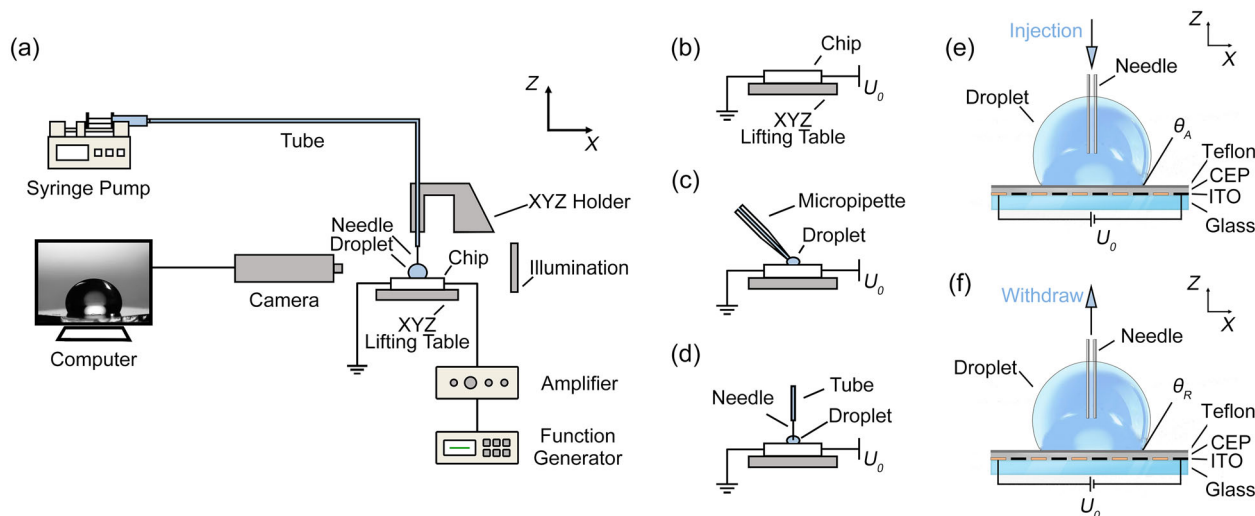 (a)
Z
X
Tube
Syringe Pump
XYZ Holder
Needle
Droplet
Chip
Illumination
Camera
XYZ
Lifting Table
Computer
Amplifier
Function
Generator
(b)
Chip
U₀
XYZ
Lifting Table
(c)
Micropipette
Droplet
U₀
(d)
Tube
Needle
Droplet
U₀
(e)
Z
X
Injection
Needle
Droplet
θ_A
Teflon
CEP
ITO
Glass
U₀
(f)
Z
X
Withdraw
Needle
Droplet
θ_R
Teflon
CEP
ITO
Glass
U₀